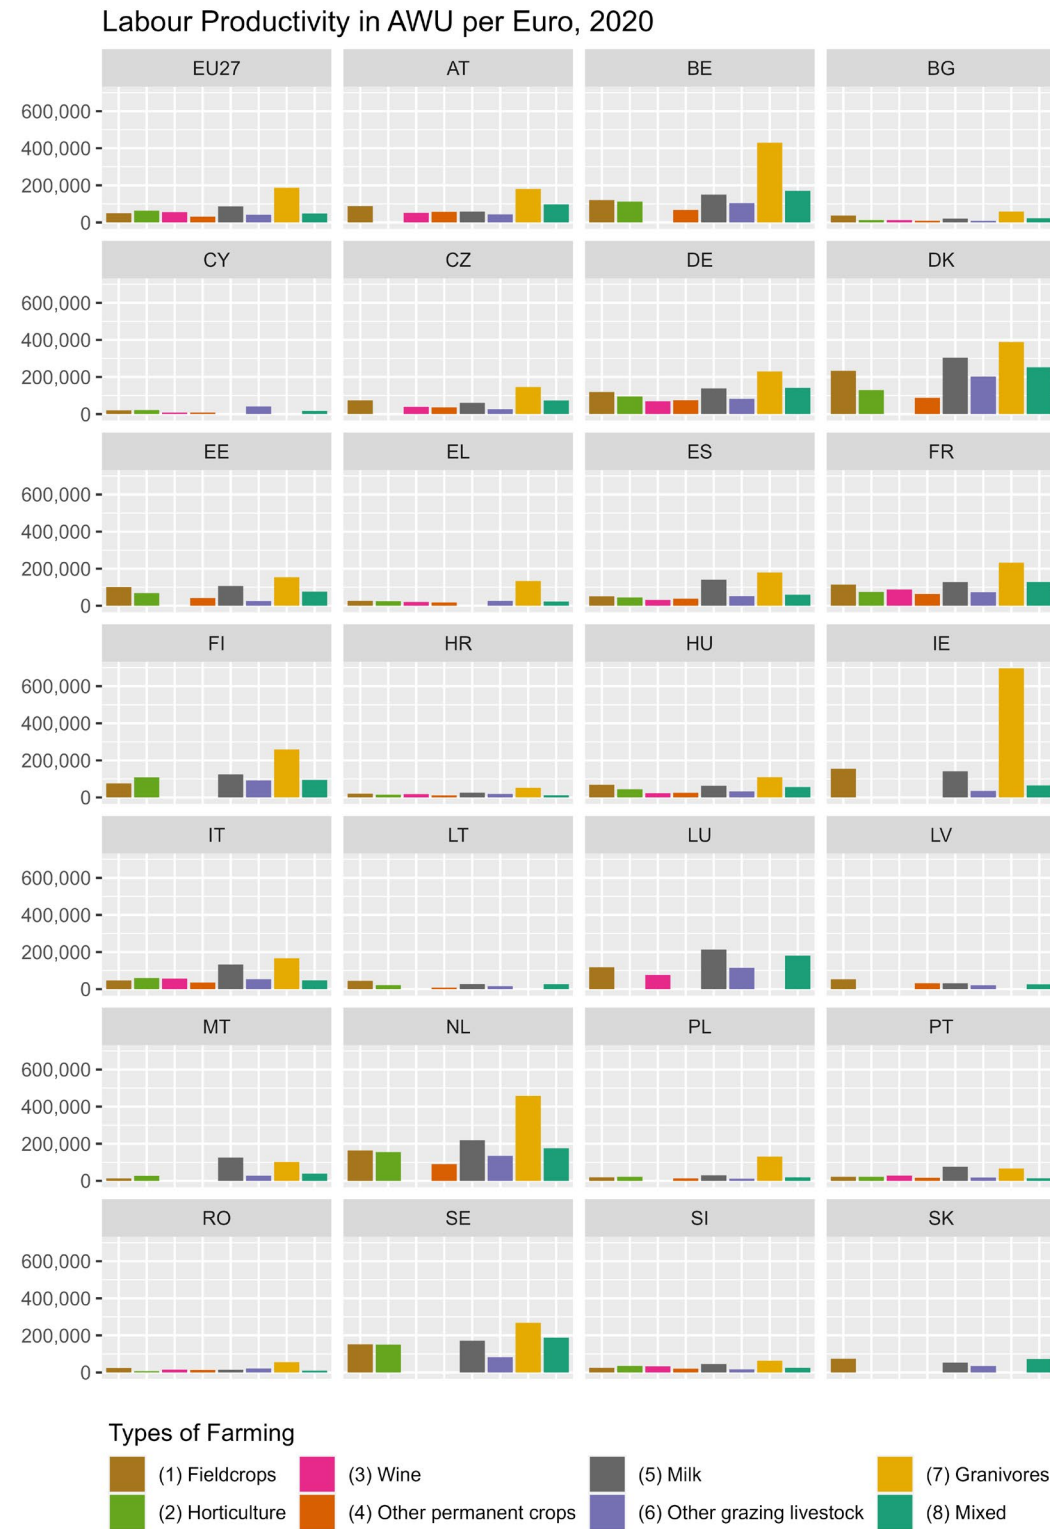 Labour Productivity in AWU per Euro, 2020
EU27 AT BE BG
600,000
400,000
200,000
0
CY CZ DE DK
600,000
400,000
200,000
0
EE EL ES FR
600,000
400,000
200,000
0
FI HR HU IE
600,000
400,000
200,000
0
IT LT LU LV
600,000
400,000
200,000
0
MT NL PL PT
600,000
400,000
200,000
0
RO SE SI SK
600,000
400,000
200,000
0
Types of Farming
(1) Fieldcrops (3) Wine (5) Milk (7) Granivores
(2) Horticulture (4) Other permanent crops (6) Other grazing livestock (8) Mixed